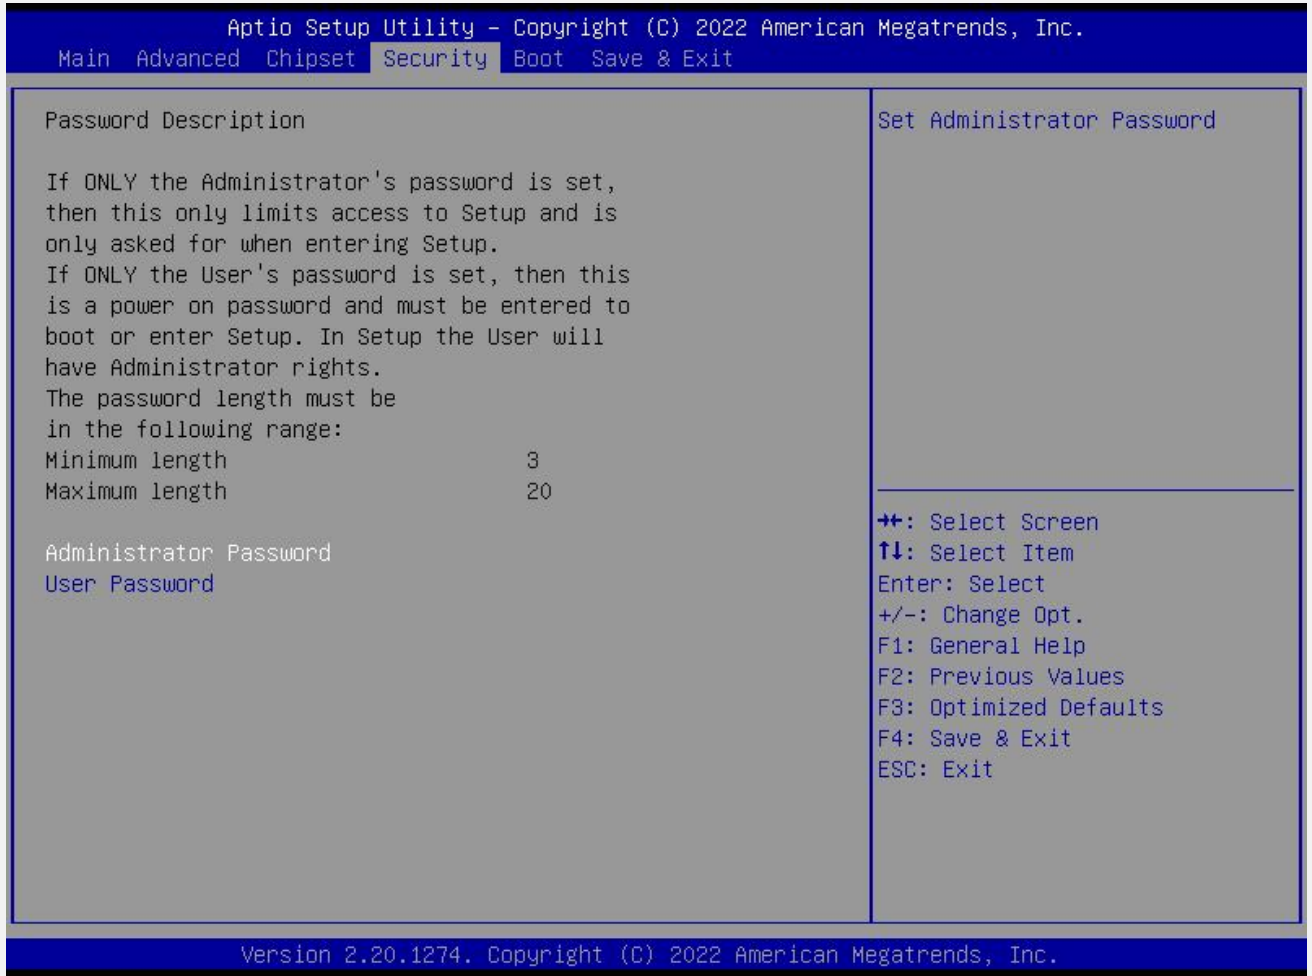 Aptio Setup Utility – Copyright (C) 2022 American Megatrends, Inc.
Main Advanced Chipset Security Boot Save & Exit
Password Description
If ONLY the Administrator's password is set,
then this only limits access to Setup and is
only asked for when entering Setup.
If ONLY the User's password is set, then this
is a power on password and must be entered to
boot or enter Setup. In Setup the User will
have Administrator rights.
The password length must be
in the following range:
Minimum length 3
Maximum length 20
Administrator Password
User Password
Set Administrator Password
→←: Select Screen
↑↓: Select Item
Enter: Select
+/-: Change Opt.
F1: General Help
F2: Previous Values
F3: Optimized Defaults
F4: Save & Exit
ESC: Exit
Version 2.20.1274. Copyright (C) 2022 American Megatrends, Inc.